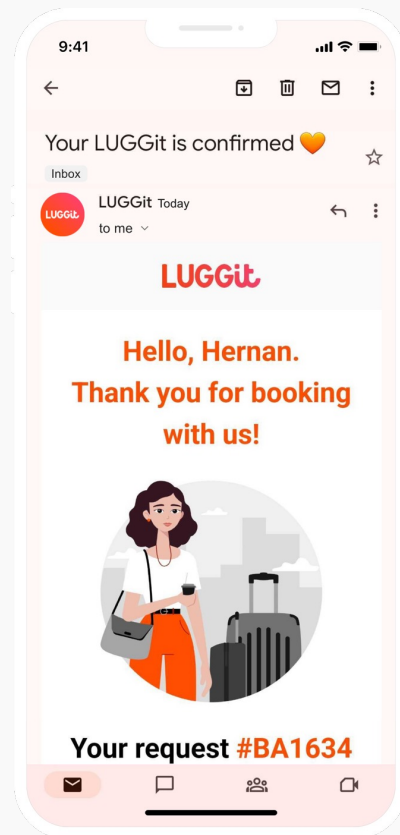 9:41
Your LUGGit is confirmed 🧡
Inbox
LUGGit
LUGGit Today
to me
LUGGit
Hello, Hernan.
Thank you for booking
with us!
Your request #BA1634